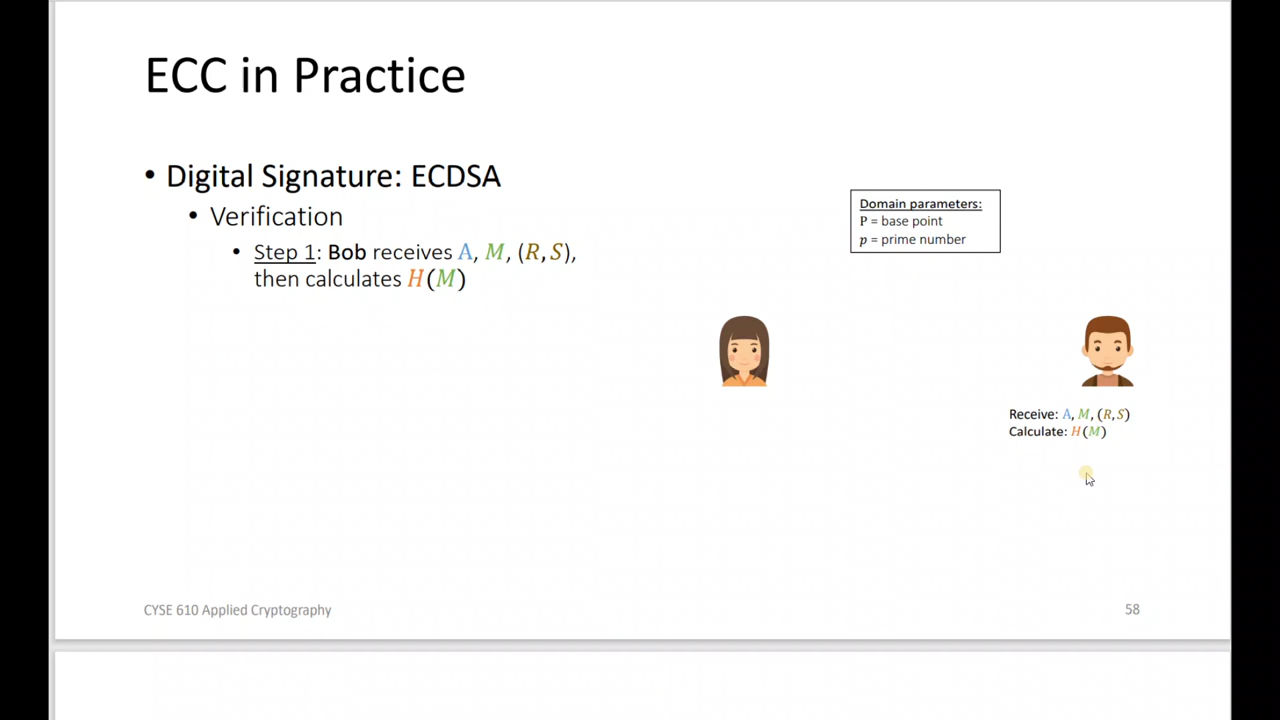 ECC in Practice
• Digital Signature: ECDSA
• Verification
• Step 1: Bob receives A, M, (R, S),
then calculates H(M)
Domain parameters:
P = base point
p = prime number
Receive: A, M, (R, S)
Calculate: H(M)
CYSE 610 Applied Cryptography
58